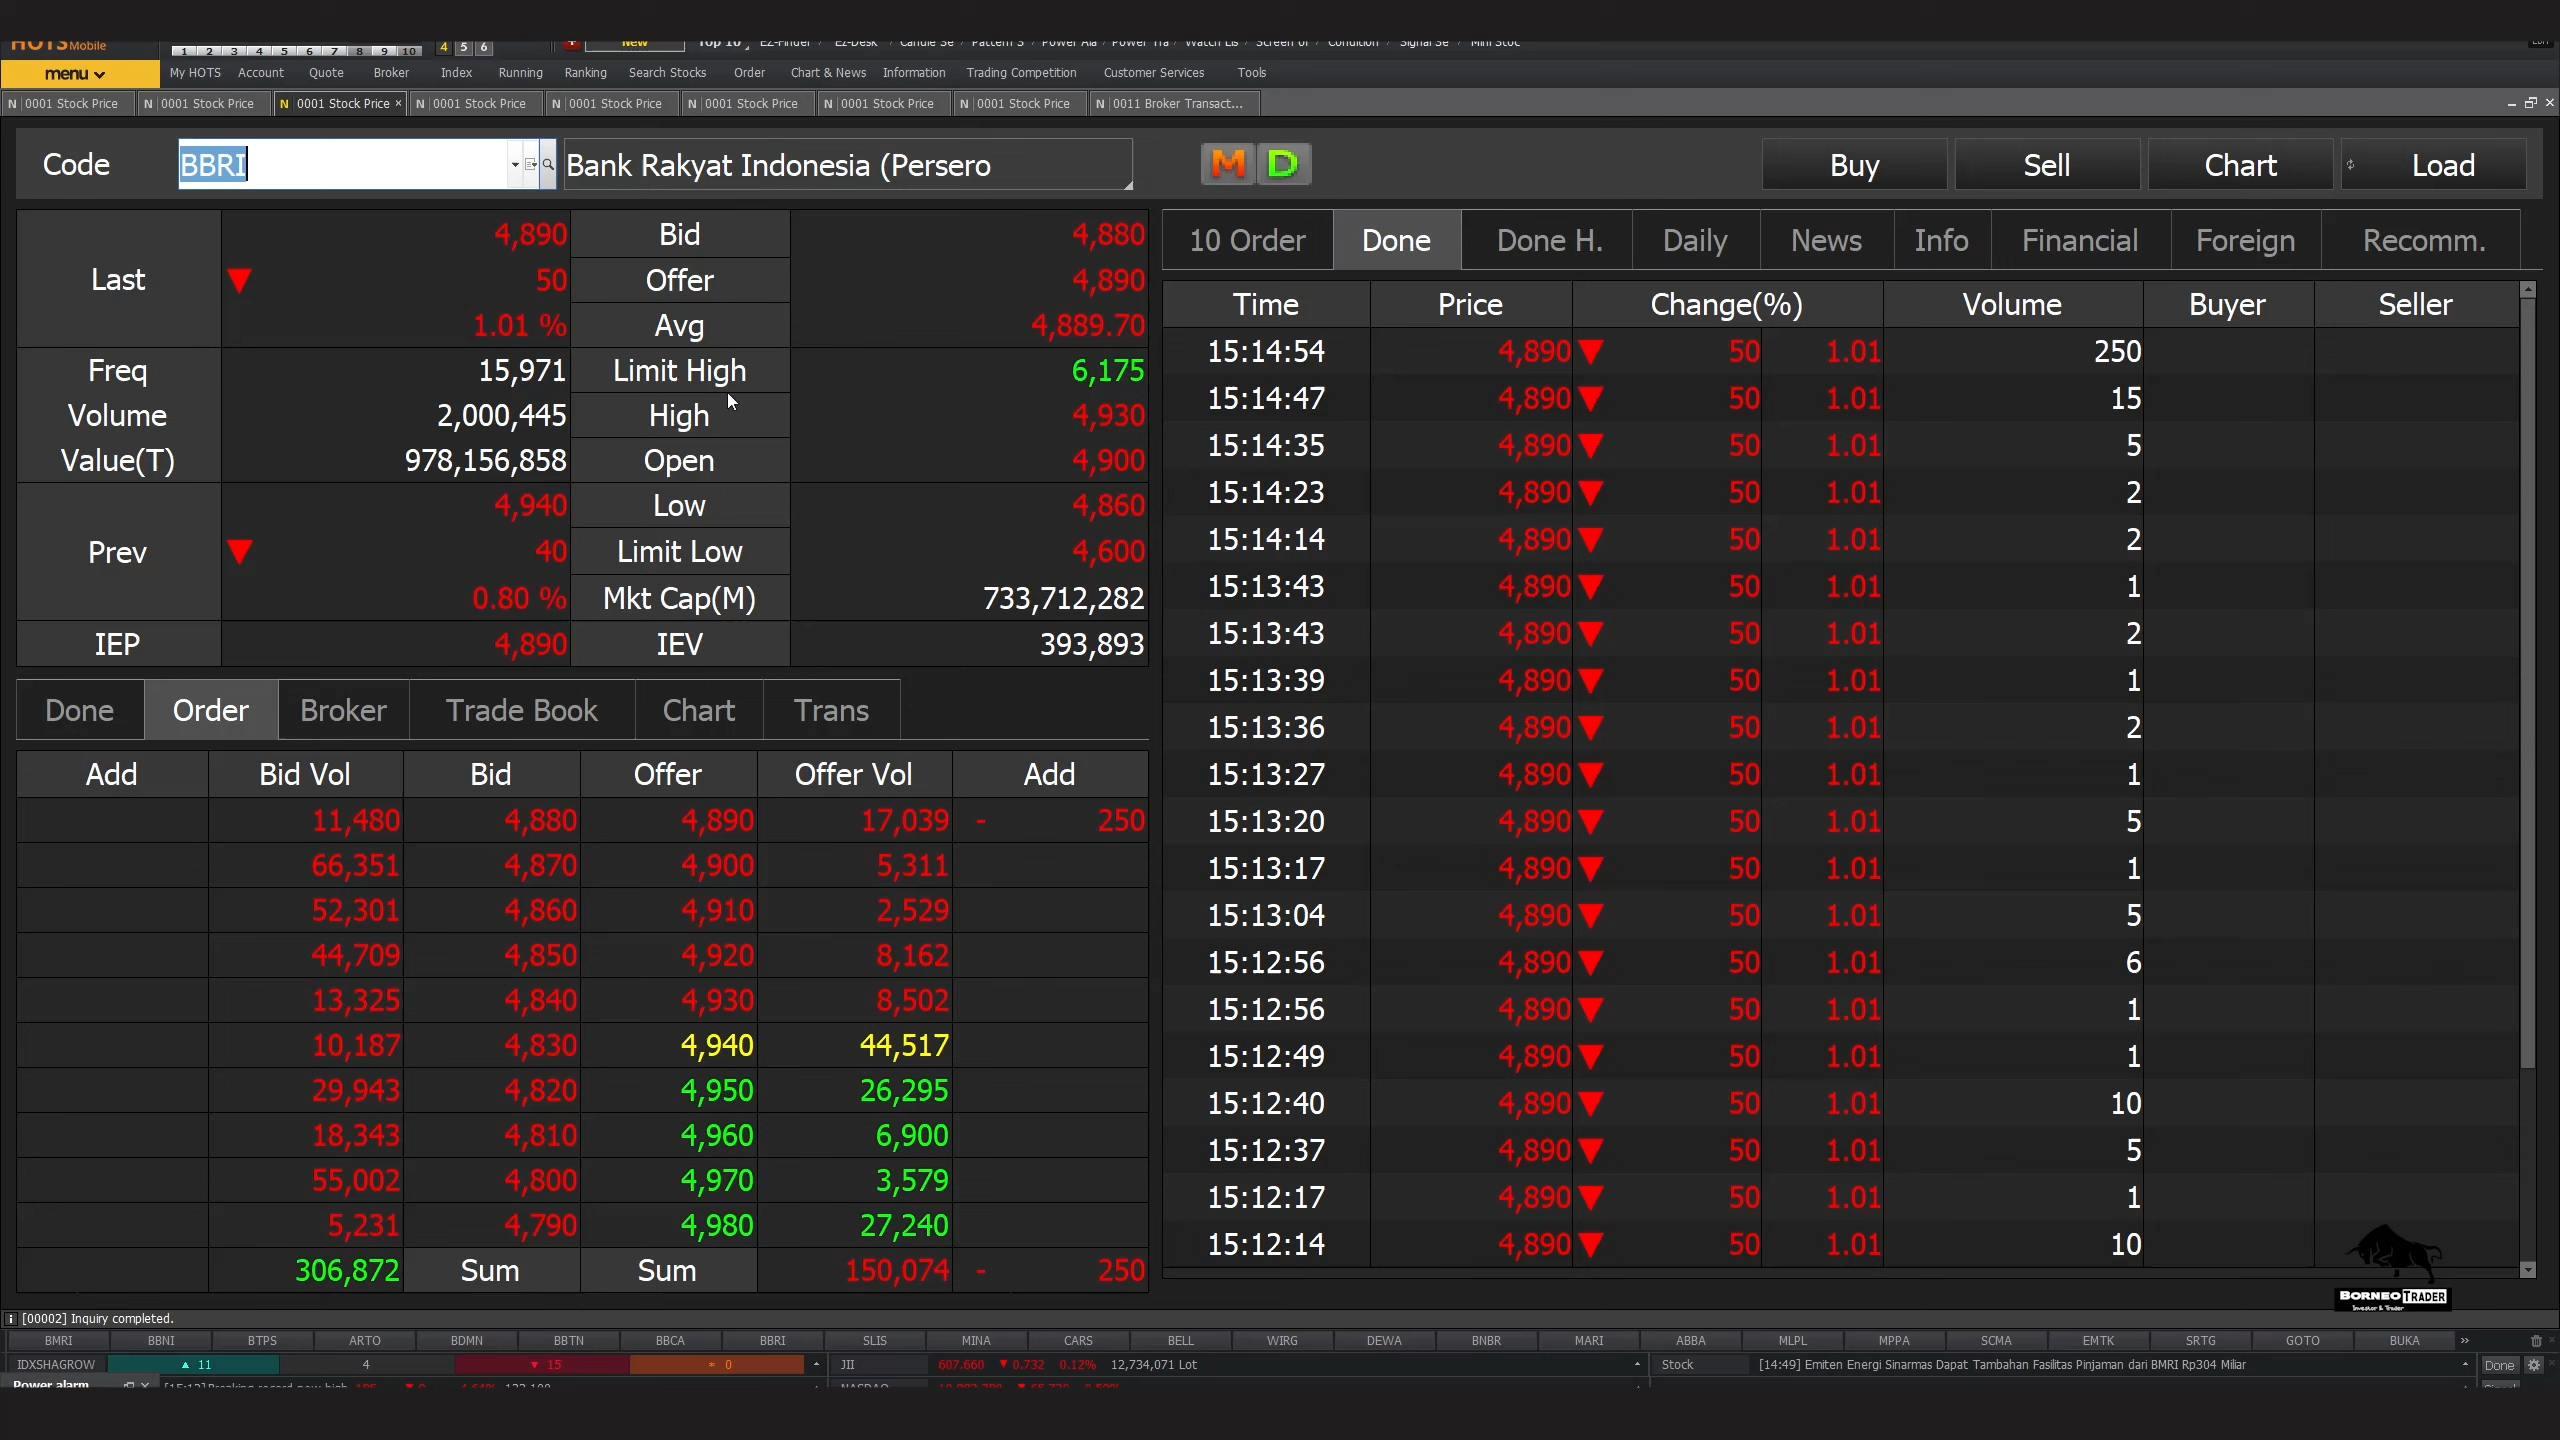 HOTS Mobile
1 2 3 4 5 6 7 8 9 10 4 5 6 New Top 10
menu My HOTS Account Quote Broker Index Running Ranking Search Stocks Order Chart & News Information Trading Competition Customer Services Tools
N 0001 Stock Price N 0001 Stock Price N 0001 Stock Price × N 0001 Stock Price N 0001 Stock Price N 0001 Stock Price N 0001 Stock Price N 0001 Stock Price N 0011 Broker Transact...
Code BBRI Bank Rakyat Indonesia (Persero M D Buy Sell Chart Load
Last ▼ 4,890 50 1.01 %
Bid 4,880
Offer 4,890
Avg 4,889.70
Freq 15,971 Limit High 6,175
Volume 2,000,445 High 4,930
Value(T) 978,156,858 Open 4,900
Prev ▼ 4,940 40 0.80 %
Low 4,860
Limit Low 4,600
Mkt Cap(M) 733,712,282
IEP 4,890 IEV 393,893
Done Order Broker Trade Book Chart Trans
Add Bid Vol Bid Offer Offer Vol Add
11,480 4,880 4,890 17,039 - 250
66,351 4,870 4,900 5,311
52,301 4,860 4,910 2,529
44,709 4,850 4,920 8,162
13,325 4,840 4,930 8,502
10,187 4,830 4,940 44,517
29,943 4,820 4,950 26,295
18,343 4,810 4,960 6,900
55,002 4,800 4,970 3,579
5,231 4,790 4,980 27,240
306,872 Sum Sum 150,074 - 250
10 Order Done Done H. Daily News Info Financial Foreign Recomm.
Time Price Change(%) Volume Buyer Seller
15:14:54 4,890 ▼ 50 1.01 250
15:14:47 4,890 ▼ 50 1.01 15
15:14:35 4,890 ▼ 50 1.01 5
15:14:23 4,890 ▼ 50 1.01 2
15:14:14 4,890 ▼ 50 1.01 2
15:13:43 4,890 ▼ 50 1.01 1
15:13:43 4,890 ▼ 50 1.01 2
15:13:39 4,890 ▼ 50 1.01 1
15:13:36 4,890 ▼ 50 1.01 2
15:13:27 4,890 ▼ 50 1.01 1
15:13:20 4,890 ▼ 50 1.01 5
15:13:17 4,890 ▼ 50 1.01 1
15:13:04 4,890 ▼ 50 1.01 5
15:12:56 4,890 ▼ 50 1.01 6
15:12:56 4,890 ▼ 50 1.01 1
15:12:49 4,890 ▼ 50 1.01 1
15:12:40 4,890 ▼ 50 1.01 10
15:12:37 4,890 ▼ 50 1.01 5
15:12:17 4,890 ▼ 50 1.01 1
15:12:14 4,890 ▼ 50 1.01 10
BORNEO TRADER
Investor & Trader
[00002] Inquiry completed.
BMRI BBNI BTPS ARTO BDMN BBTN BBCA BBRI SLIS MINA CARS BELL WIRG DEWA BNBR MARI ABBA MLPL MPPA SCMA EMTK SRTG GOTO BUKA »
IDXSHAGROW ▲ 11 4 ▼ 15 * 0 JII 607.660 ▼ 0.732 0.12% 12,734,071 Lot Stock [14:49] Emiten Energi Sinarmas Dapat Tambahan Fasilitas Pinjaman dari BMRI Rp304 Miliar Done
Power alarm